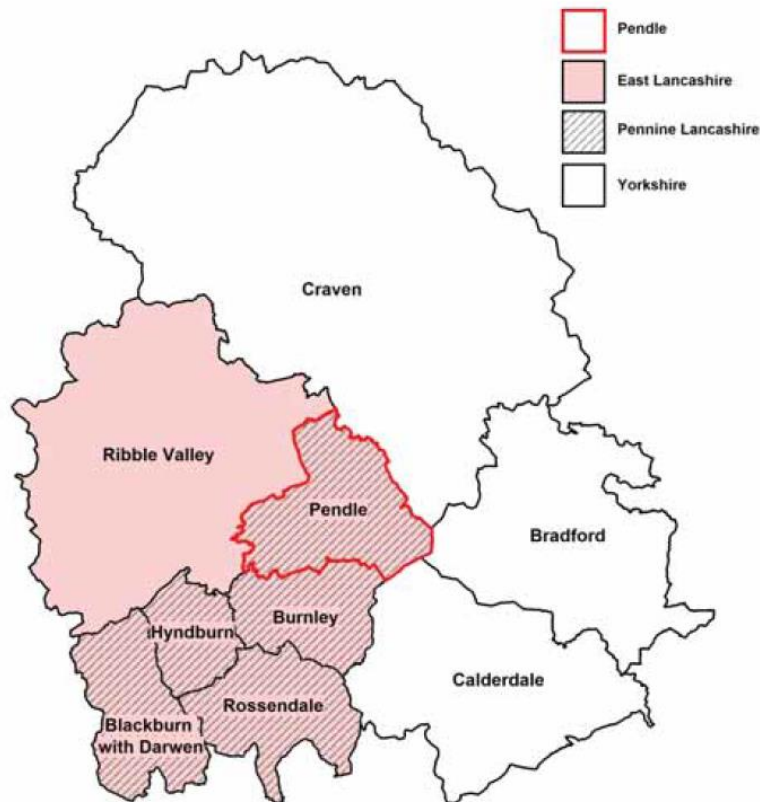 Pendle
East Lancashire
Pennine Lancashire
Yorkshire
Craven
Ribble Valley
Pendle
Bradford
Burnley
Hyndburn
Calderdale
Rossendale
Blackburn
with Darwen